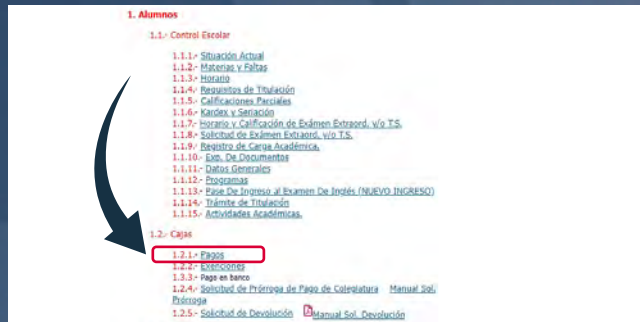 1. Alumnos
1.1.- Control Escolar
1.1.1.- Situación Actual
1.1.2.- Materias y Faltas
1.1.3.- Horario
1.1.4.- Requisitos de Titulación
1.1.5.- Calificaciones Parciales
1.1.6.- Kardex y Seriación
1.1.7.- Horario y Calificación de Exámen Extraord. y/o T.S.
1.1.8.- Solicitud de Exámen Extraord. y/o T.S.
1.1.9.- Registro de Carga Académica.
1.1.10.- Exp. De Documentos
1.1.11.- Datos Generales
1.1.12.- Programas
1.1.13.- Pase De Ingreso al Examen De Inglés (NUEVO INGRESO)
1.1.14.- Trámite de Titulación
1.1.15.- Actividades Académicas.
1.2.- Cajas
1.2.1.- Pagos
1.2.2.- Exenciones
1.3.3.- Pago en banco
1.2.4.- Solicitud de Prórroga de Pago de Colegiatura Manual Sol. Prórroga
1.2.5.- Solicitud de Devolución Manual Sol. Devolución